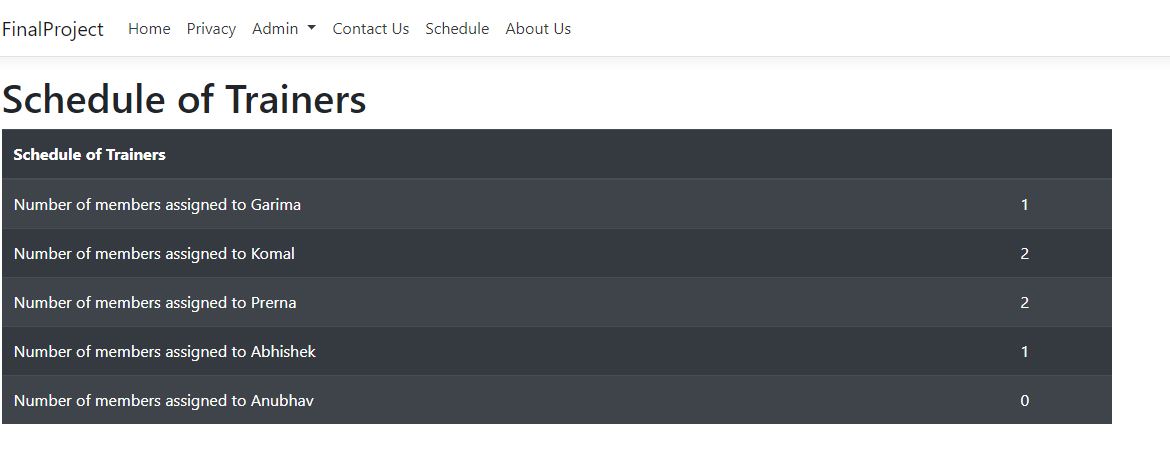 FinalProject Home Privacy Admin Contact Us Schedule About Us
Schedule of Trainers
Schedule of Trainers
Number of members assigned to Garima 1
Number of members assigned to Komal 2
Number of members assigned to Prerna 2
Number of members assigned to Abhishek 1
Number of members assigned to Anubhav 0